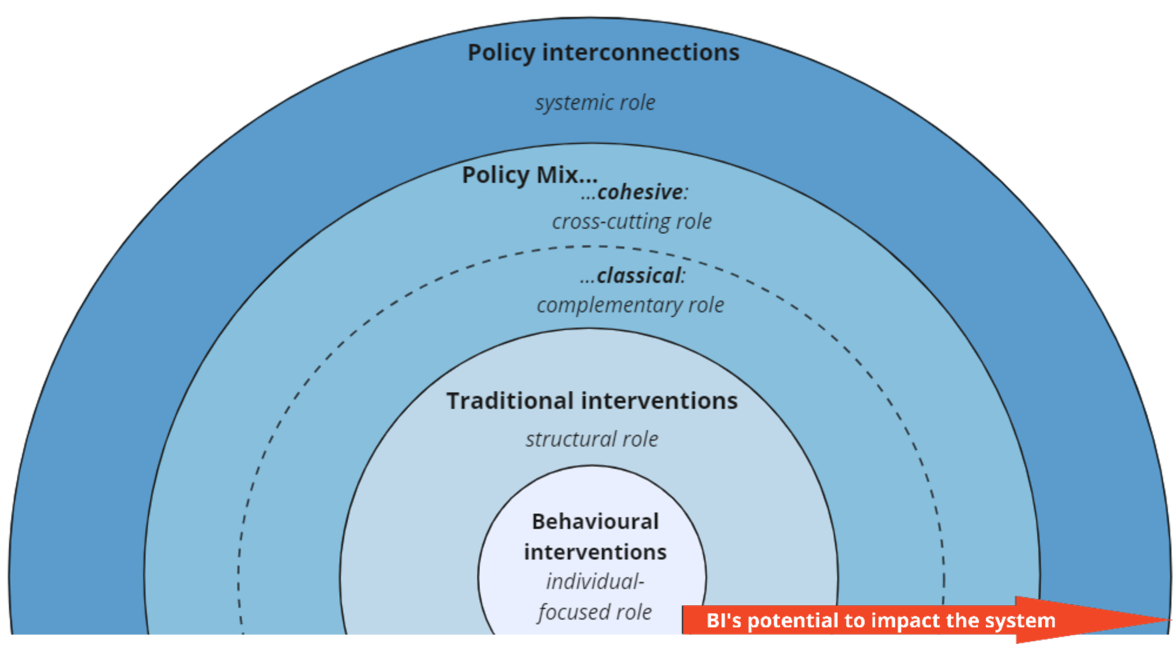 Policy interconnections
systemic role
Policy Mix...
...cohesive:
cross-cutting role
...classical:
complementary role
Traditional interventions
structural role
Behavioural
interventions
individual-
focused role
BI's potential to impact the system